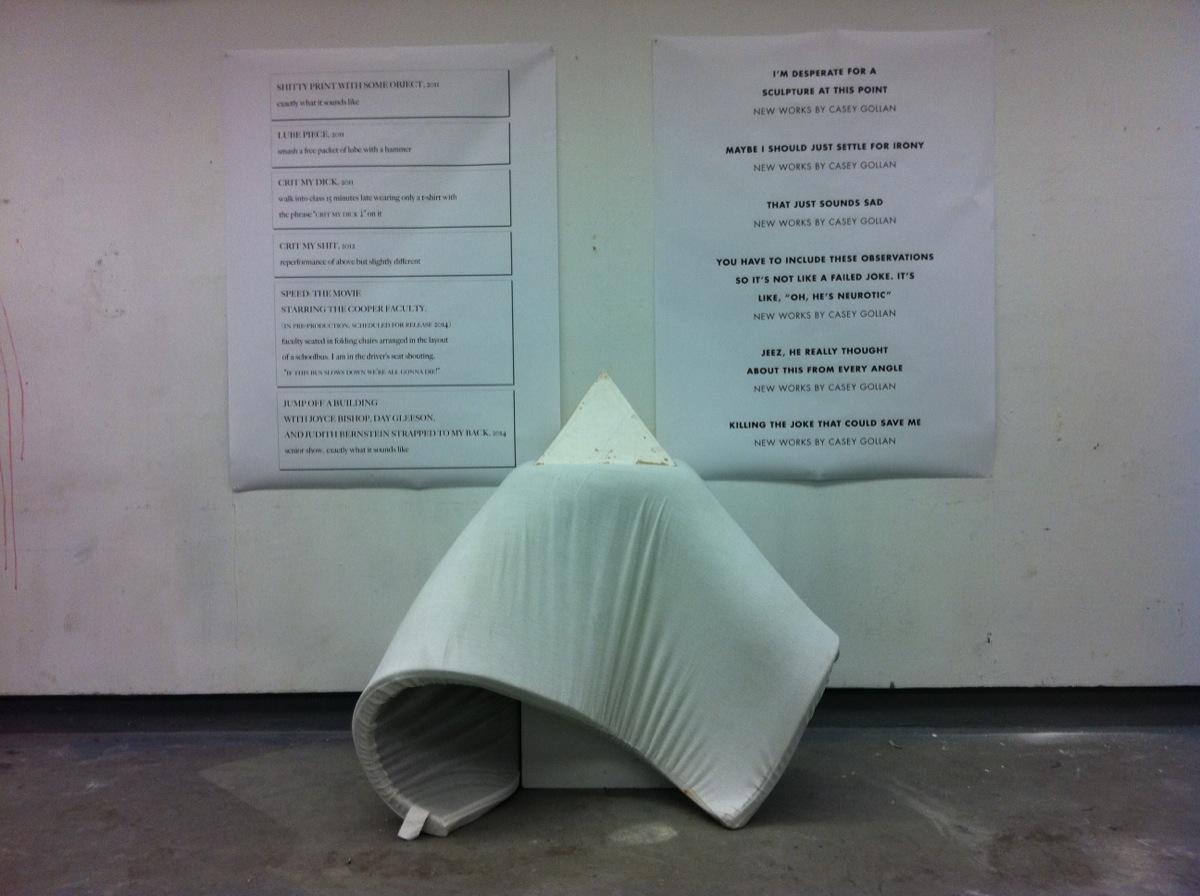 SHITTY PRINT WITH SOME OBJECT, 2011
exactly what it sounds like
LUBE PIECE, 2011
smash a free packet of lube with a hammer
CRIT MY DICK, 2011
walk into class 15 minutes late wearing only a t-shirt with
the phrase "CRIT MY DICK ↓" on it
CRIT MY SHIT, 2012
reperformance of above but slightly different
SPEED: THE MOVIE
STARRING THE COOPER FACULTY,
(IN PRE-PRODUCTION, SCHEDULED FOR RELEASE 2024)
faculty seated in folding chairs arranged in the layout
of a schoolbus. I am in the driver's seat shouting,
"IF THIS BUS SLOWS DOWN WE'RE ALL GONNA DIE!"
JUMP OFF A BUILDING
WITH JOYCE BISHOP, DAY GLEESON,
AND JUDITH BERNSTEIN STRAPPED TO MY BACK, 2014
senior show, exactly what it sounds like
I'M DESPERATE FOR A
SCULPTURE AT THIS POINT
NEW WORKS BY CASEY GOLLAN
MAYBE I SHOULD JUST SETTLE FOR IRONY
NEW WORKS BY CASEY GOLLAN
THAT JUST SOUNDS SAD
NEW WORKS BY CASEY GOLLAN
YOU HAVE TO INCLUDE THESE OBSERVATIONS
SO IT'S NOT LIKE A FAILED JOKE. IT'S
LIKE, "OH, HE'S NEUROTIC"
NEW WORKS BY CASEY GOLLAN
JEEZ, HE REALLY THOUGHT
ABOUT THIS FROM EVERY ANGLE
NEW WORKS BY CASEY GOLLAN
KILLING THE JOKE THAT COULD SAVE ME
NEW WORKS BY CASEY GOLLAN